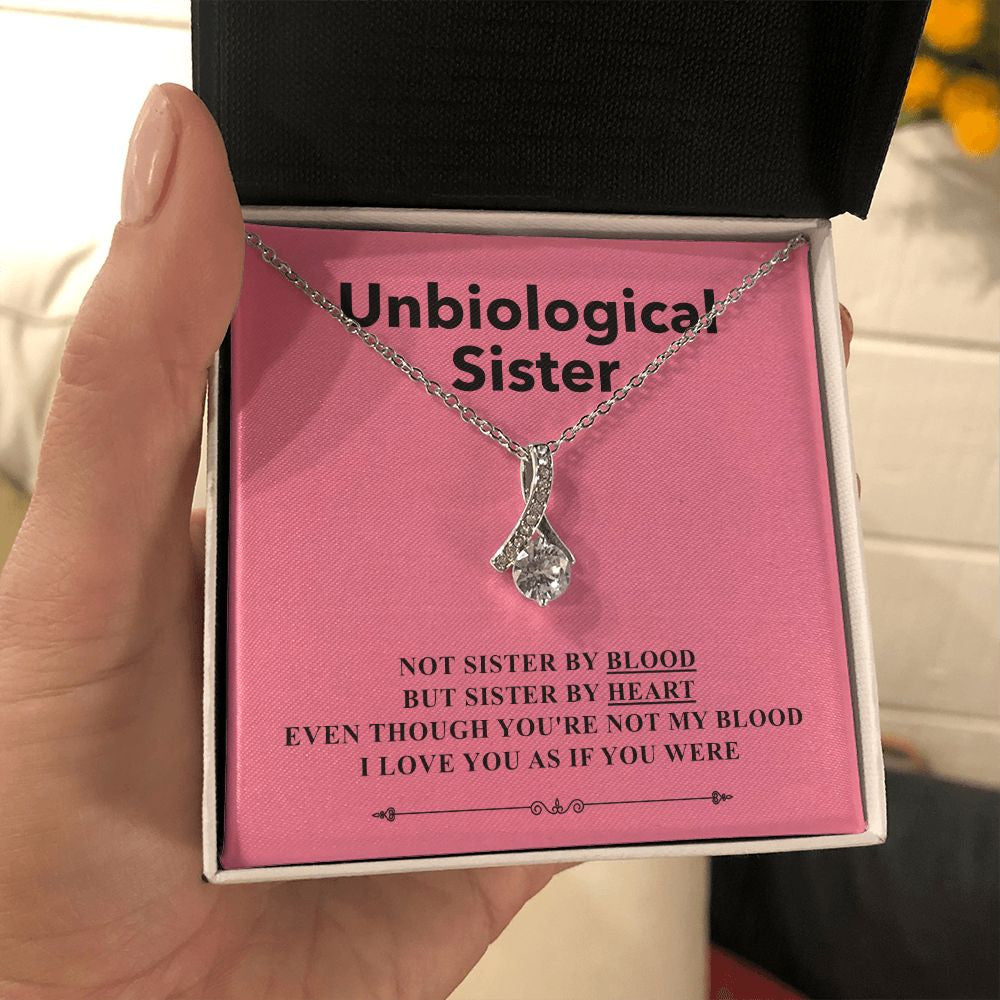 Unbiological
Sister
NOT SISTER BY BLOOD
BUT SISTER BY HEART
EVEN THOUGH YOU'RE NOT MY BLOOD
I LOVE YOU AS IF YOU WERE